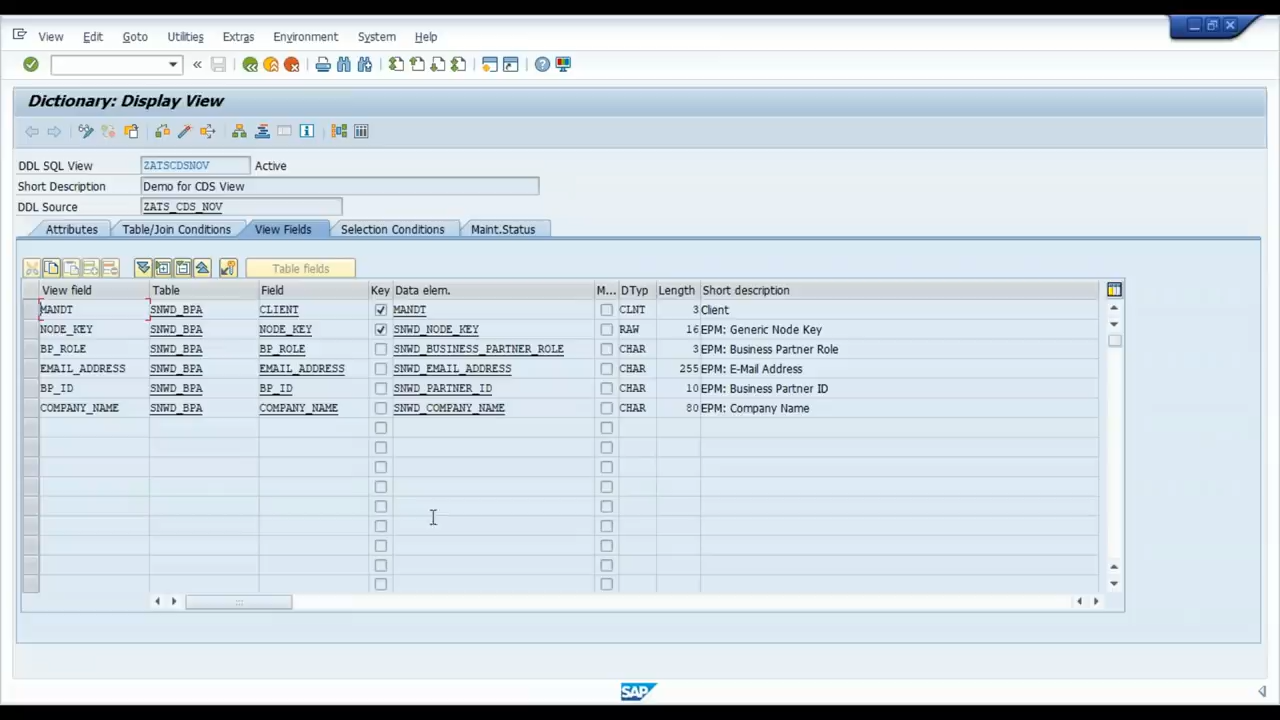 View Edit Goto Utilities Extras Environment System Help
Dictionary: Display View
DDL SQL View ZATSCDSNOV Active
Short Description Demo for CDS View
DDL Source ZATS_CDS_NOV
Attributes Table/Join Conditions View Fields Selection Conditions Maint.Status
Table fields
View field Table Field Key Data elem. M... DTyp Length Short description
MANDT SNWD_BPA CLIENT MANDT CLNT 3 Client
NODE_KEY SNWD_BPA NODE_KEY SNWD_NODE_KEY RAW 16 EPM: Generic Node Key
BP_ROLE SNWD_BPA BP_ROLE SNWD_BUSINESS_PARTNER_ROLE CHAR 3 EPM: Business Partner Role
EMAIL_ADDRESS SNWD_BPA EMAIL_ADDRESS SNWD_EMAIL_ADDRESS CHAR 255 EPM: E-Mail Address
BP_ID SNWD_BPA BP_ID SNWD_PARTNER_ID CHAR 10 EPM: Business Partner ID
COMPANY_NAME SNWD_BPA COMPANY_NAME SNWD_COMPANY_NAME CHAR 80 EPM: Company Name
SAP